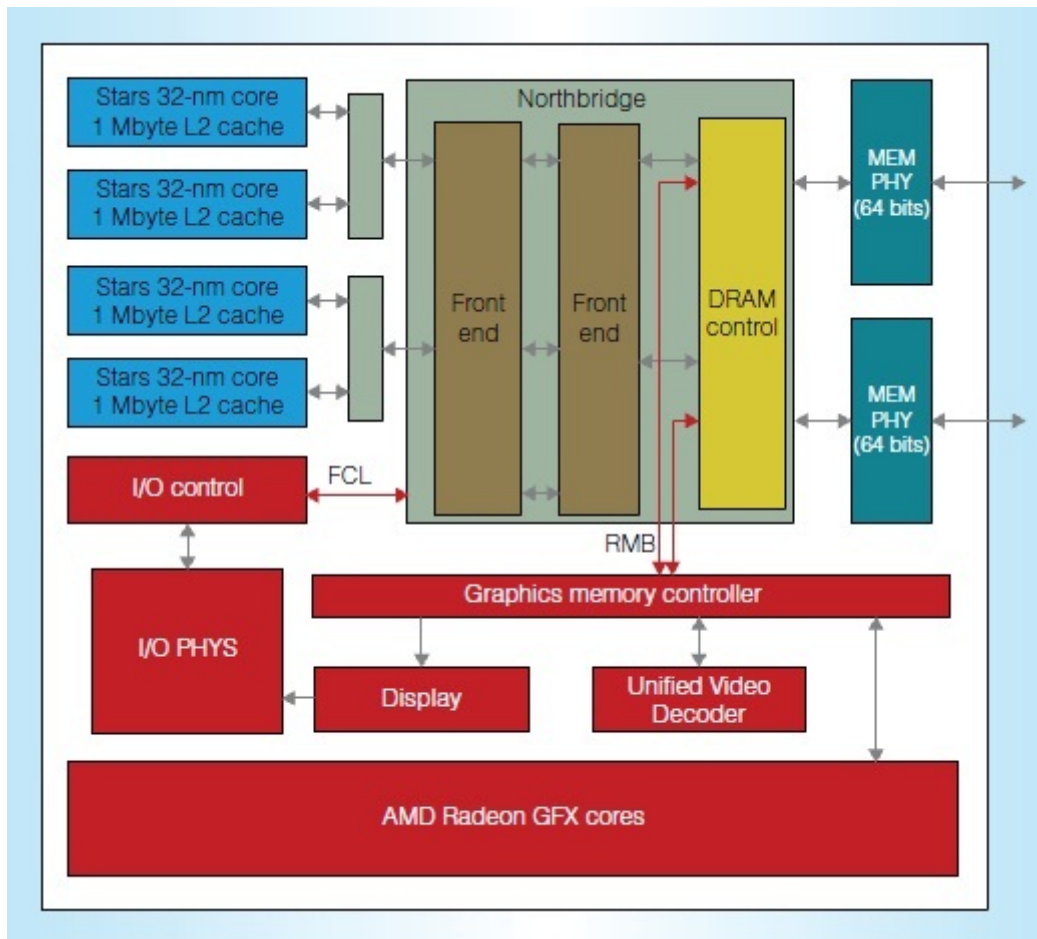 Stars 32-nm core
1 Mbyte L2 cache
Stars 32-nm core
1 Mbyte L2 cache
Stars 32-nm core
1 Mbyte L2 cache
Stars 32-nm core
1 Mbyte L2 cache
Northbridge
Front
end
Front
end
DRAM
control
MEM
PHY
(64 bits)
MEM
PHY
(64 bits)
I/O control
FCL
RMB
Graphics memory controller
I/O PHYS
Display
Unified Video
Decoder
AMD Radeon GFX cores